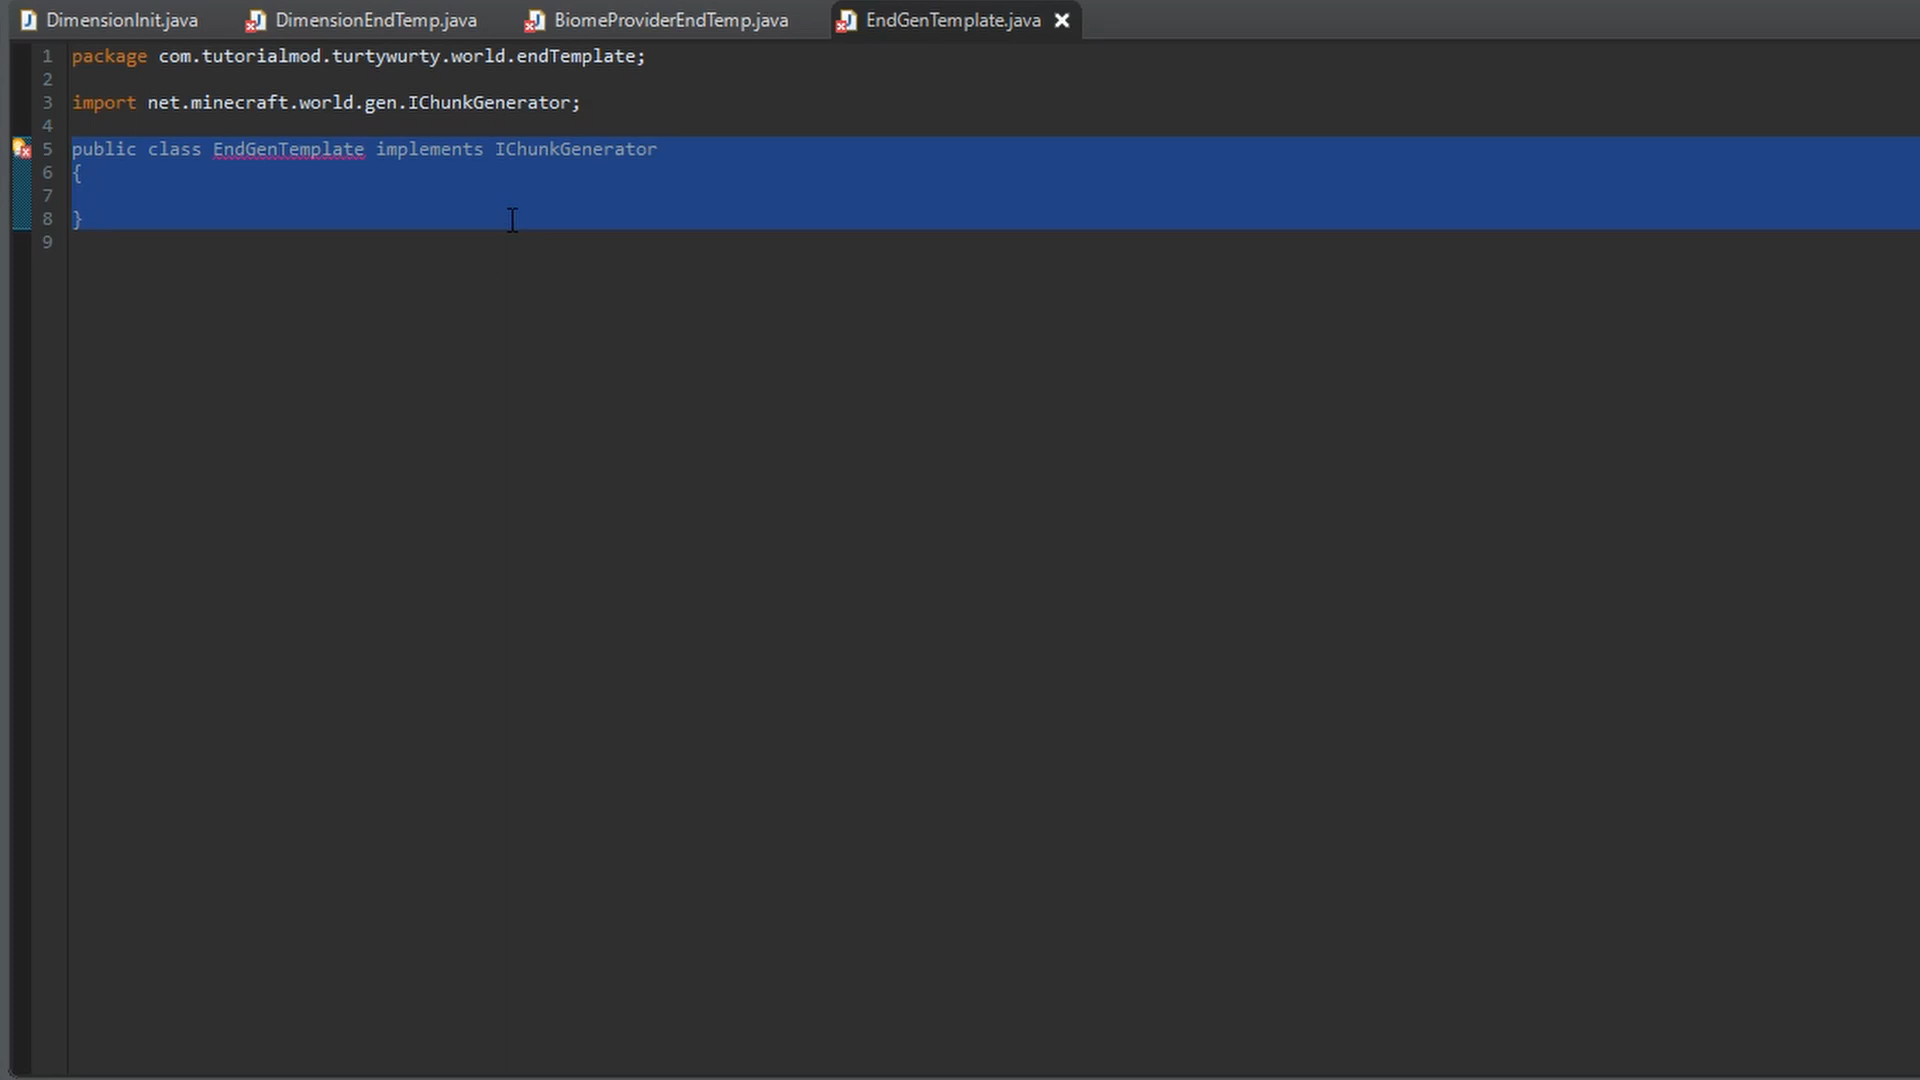 DimensionInit.java DimensionEndTemp.java BiomeProviderEndTemp.java EndGenTemplate.java
1 package com.tutorialmod.turtywurty.world.endTemplate;
2
3 import net.minecraft.world.gen.IChunkGenerator;
4
5 public class EndGenTemplate implements IChunkGenerator
6 {
7
8 }
9